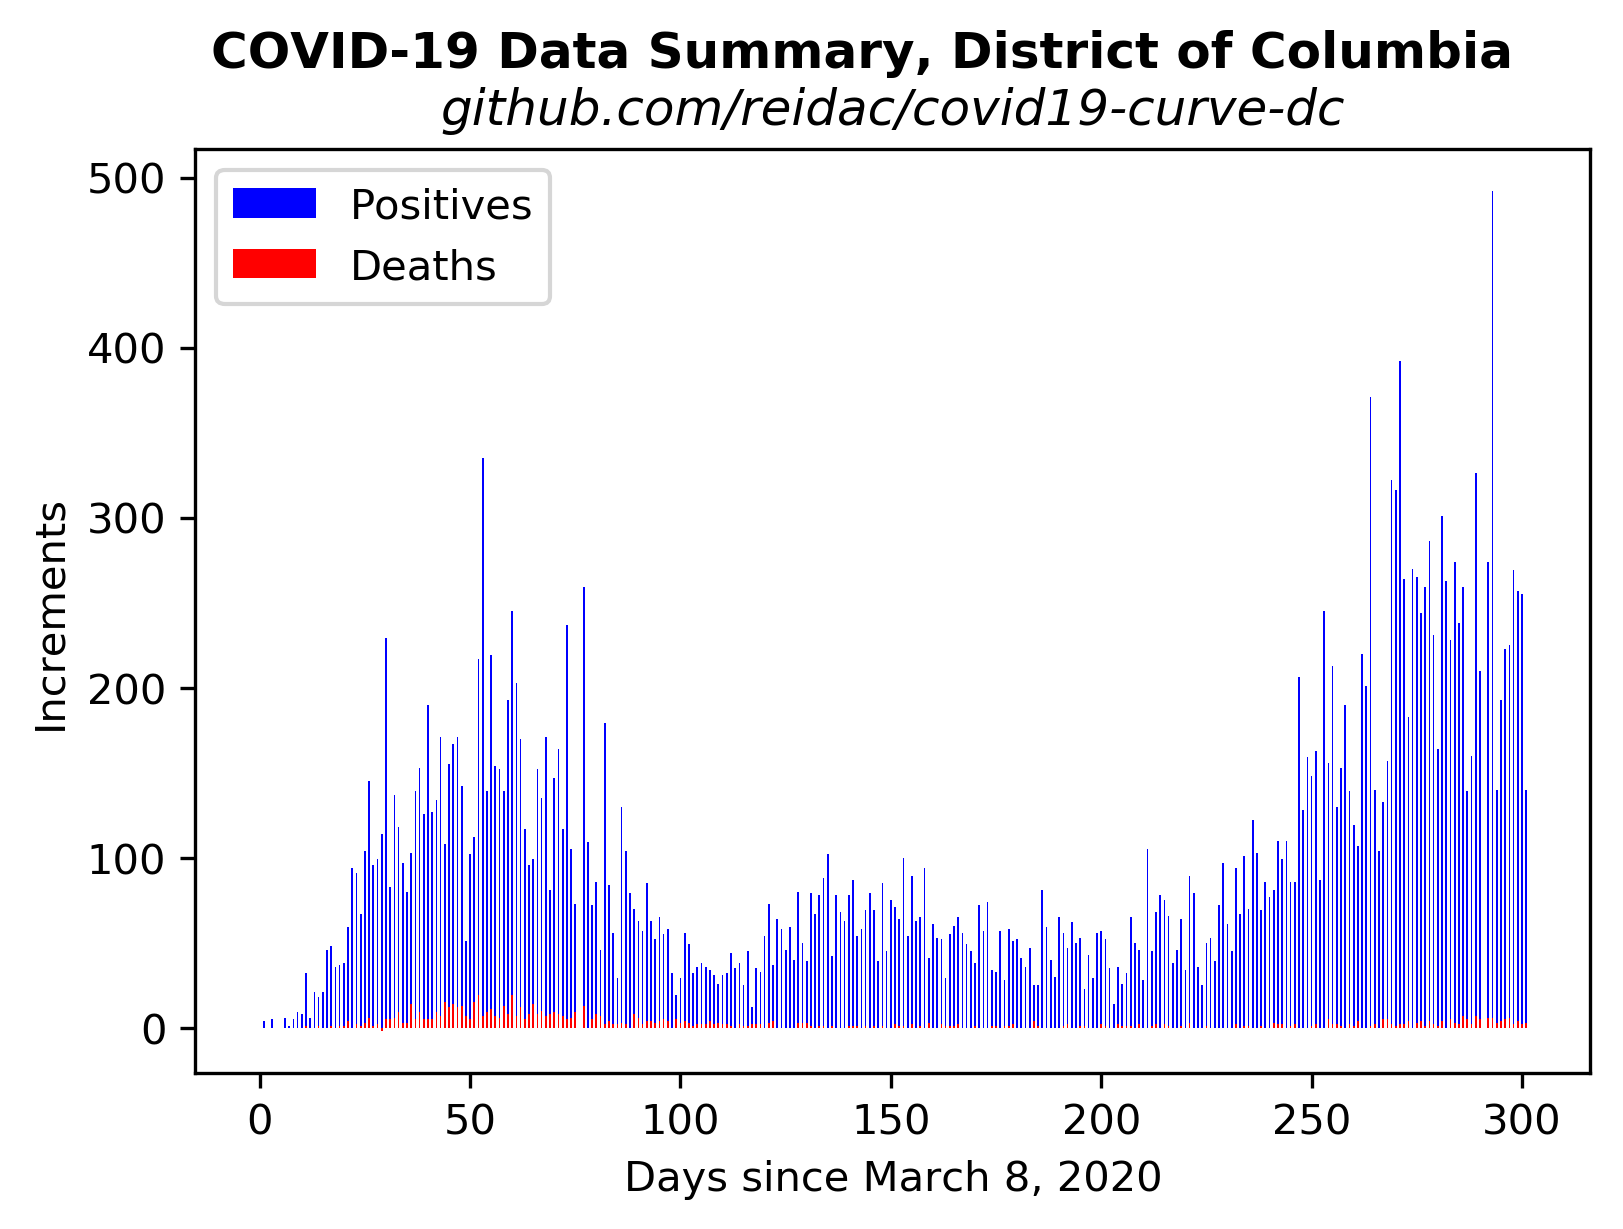 COVID-19 Data Summary, District of Columbia
github.com/reidac/covid19-curve-dc
Positives
Deaths
500
400
300
200
100
0
Increments
0 50 100 150 200 250 300
Days since March 8, 2020